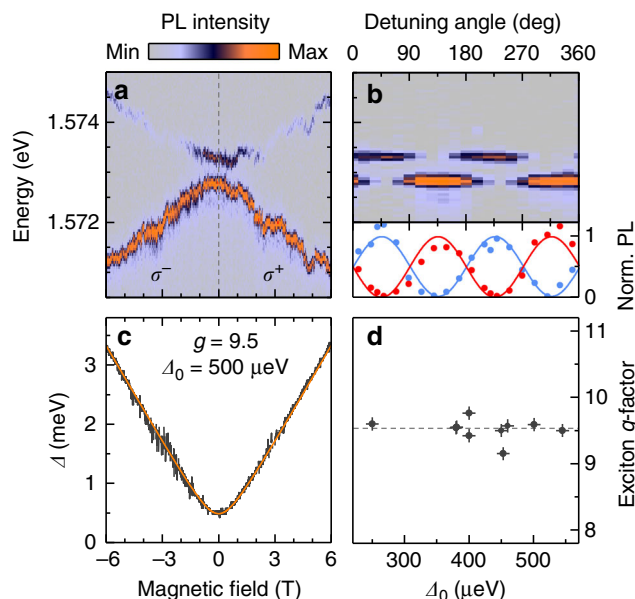 PL intensity
Min Max
Detuning angle (deg)
0 90 180 270 360
a
b
1.574
1.572
Energy (eV)
σ− σ+
1
0
Norm. PL
c
g = 9.5
Δ0 = 500 μeV
3
2
1
0
Δ (meV)
−6 −3 0 3 6
Magnetic field (T)
d
11
10
9
8
Exciton g-factor
300 400 500
Δ0 (μeV)